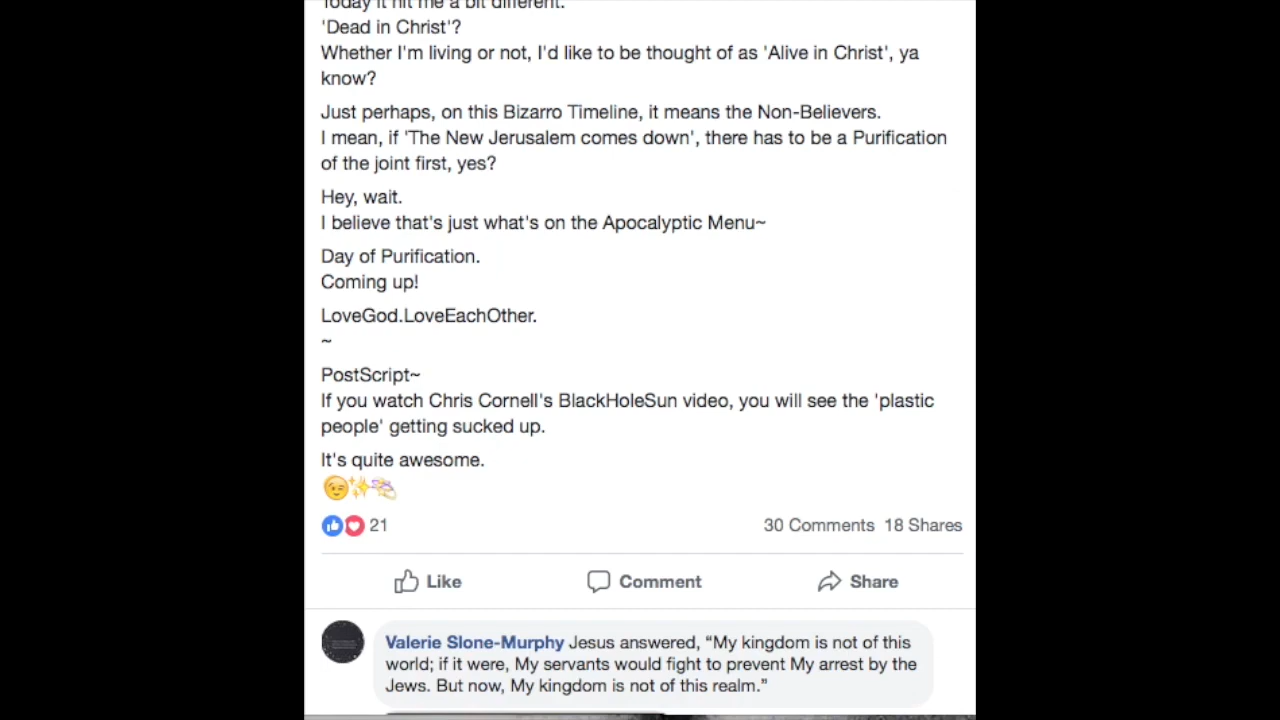 Today it hit me a bit different.
'Dead in Christ'?
Whether I'm living or not, I'd like to be thought of as 'Alive in Christ', ya
know?
Just perhaps, on this Bizarro Timeline, it means the Non-Believers.
I mean, if 'The New Jerusalem comes down', there has to be a Purification
of the joint first, yes?
Hey, wait.
I believe that's just what's on the Apocalyptic Menu~
Day of Purification.
Coming up!
LoveGod.LoveEachOther.
~
PostScript~
If you watch Chris Cornell's BlackHoleSun video, you will see the 'plastic
people' getting sucked up.
It's quite awesome.
21 30 Comments 18 Shares
Like Comment Share
Valerie Slone-Murphy Jesus answered, “My kingdom is not of this
world; if it were, My servants would fight to prevent My arrest by the
Jews. But now, My kingdom is not of this realm.”